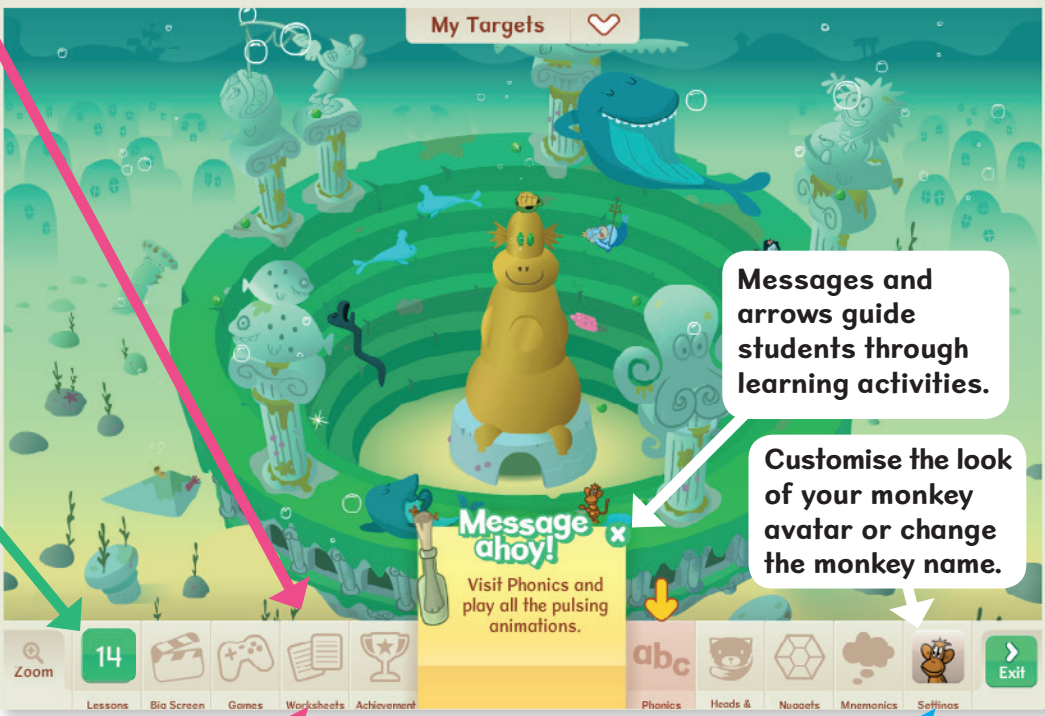 My Targets
Messages and
arrows guide
students through
learning activities.
Customise the look
of your monkey
avatar or change
the monkey name.
Message
ahoy!
Visit Phonics and
play all the pulsing
animations.
Zoom
14
abc
Exit
Lessons
Big Screen
Games
Worksheets
Achievement
Phonics
Heads &
Nuggets
Mnemonics
Settings